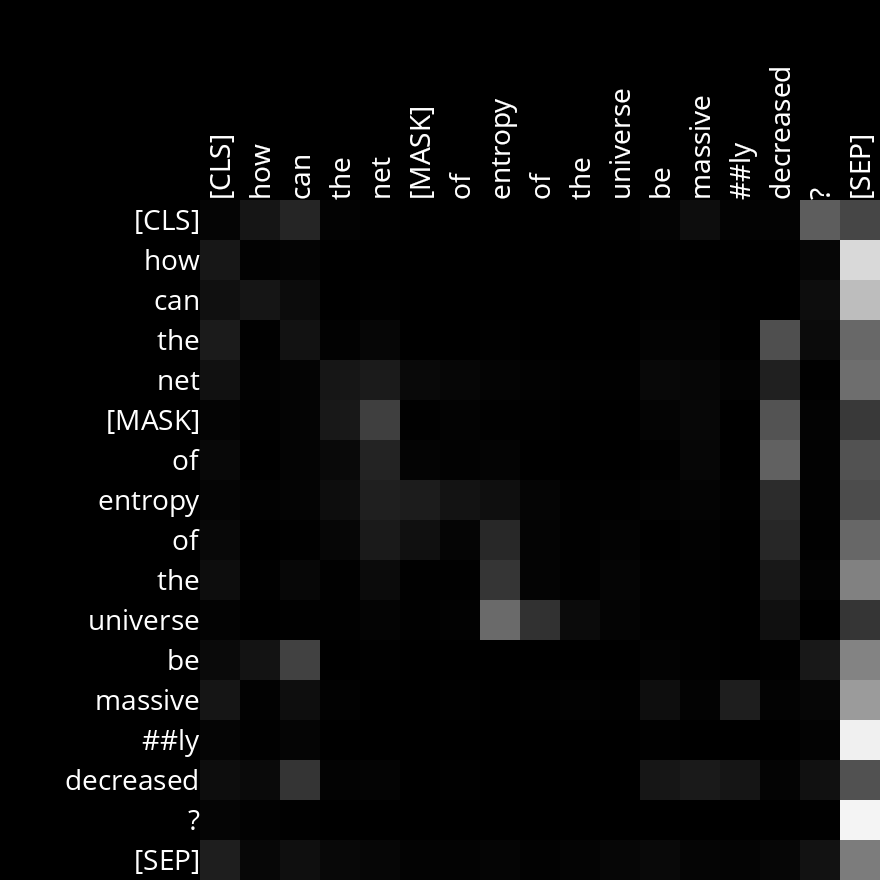 [CLS] how can the net [MASK] of entropy of the universe be massive ##ly decreased ? [SEP]
[CLS]
how
can
the
net
[MASK]
of
entropy
of
the
universe
be
massive
##ly
decreased
?
[SEP]